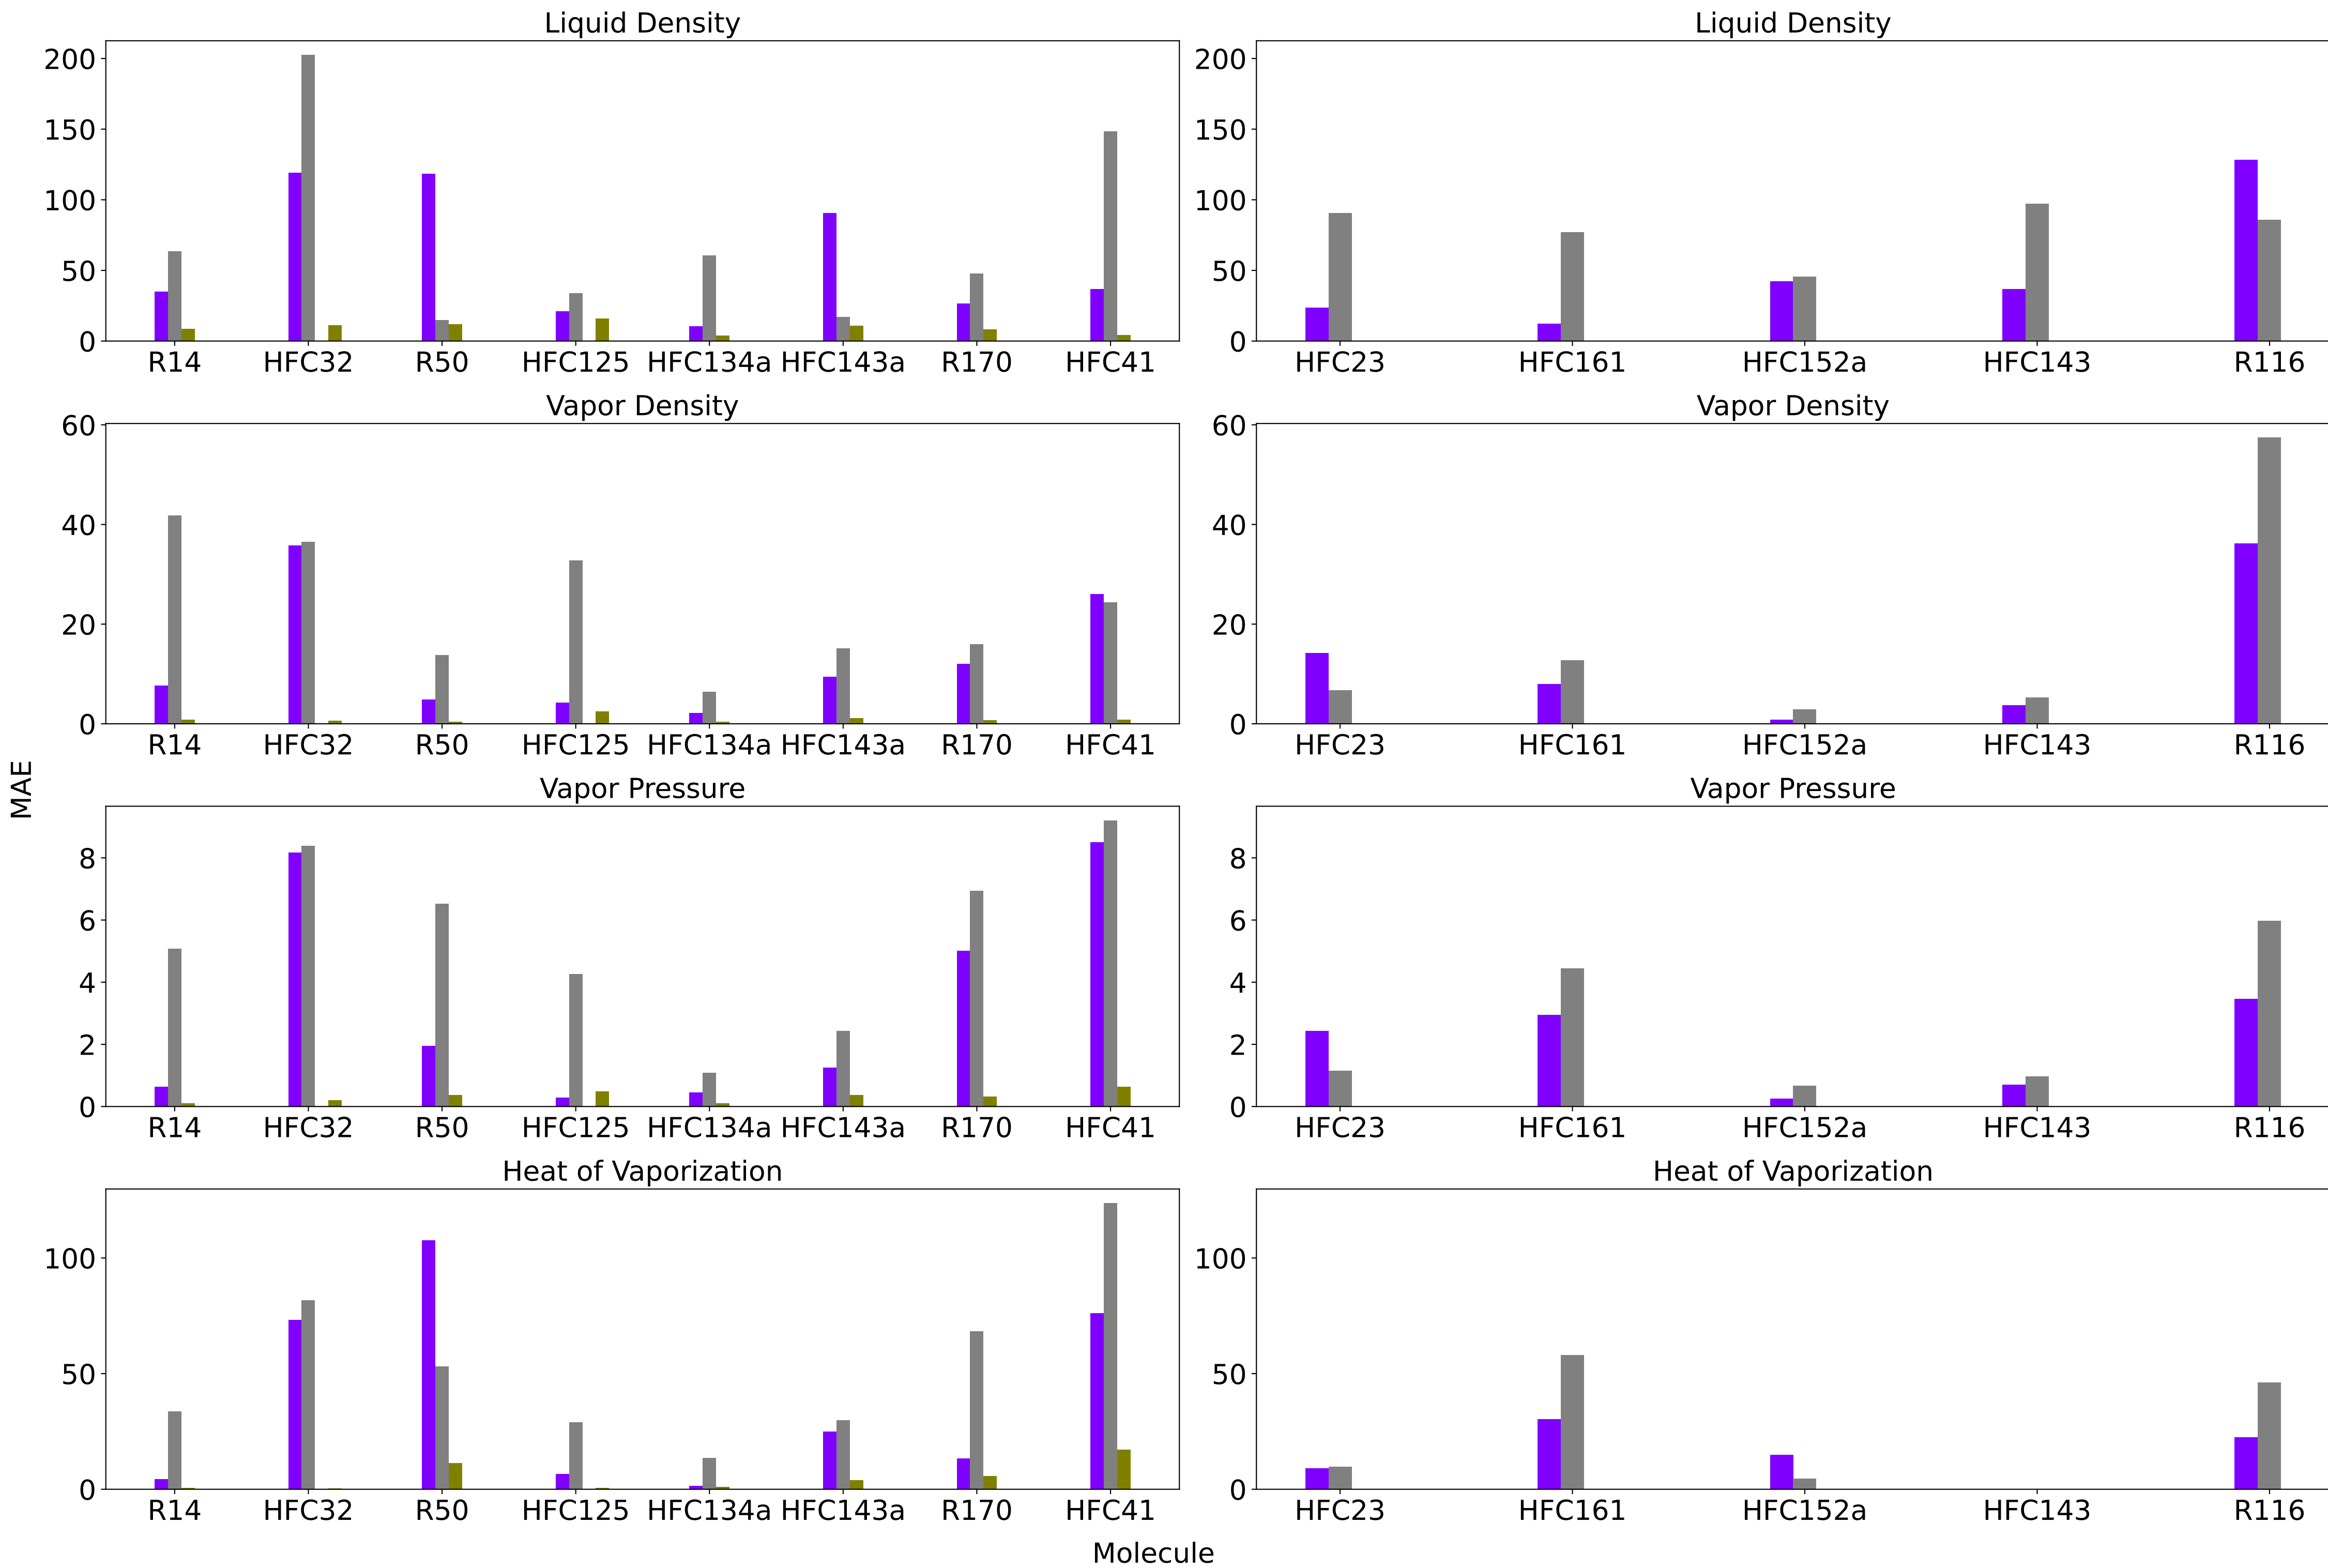 Liquid Density
200
150
100
50
0
R14 HFC32 R50 HFC125 HFC134a HFC143a R170 HFC41
Liquid Density
200
150
100
50
0
HFC23 HFC161 HFC152a HFC143 R116
Vapor Density
60
40
20
0
R14 HFC32 R50 HFC125 HFC134a HFC143a R170 HFC41
Vapor Density
60
40
20
0
HFC23 HFC161 HFC152a HFC143 R116
MAE
Vapor Pressure
8
6
4
2
0
R14 HFC32 R50 HFC125 HFC134a HFC143a R170 HFC41
Vapor Pressure
8
6
4
2
0
HFC23 HFC161 HFC152a HFC143 R116
Heat of Vaporization
100
50
0
R14 HFC32 R50 HFC125 HFC134a HFC143a R170 HFC41
Heat of Vaporization
100
50
0
HFC23 HFC161 HFC152a HFC143 R116
Molecule